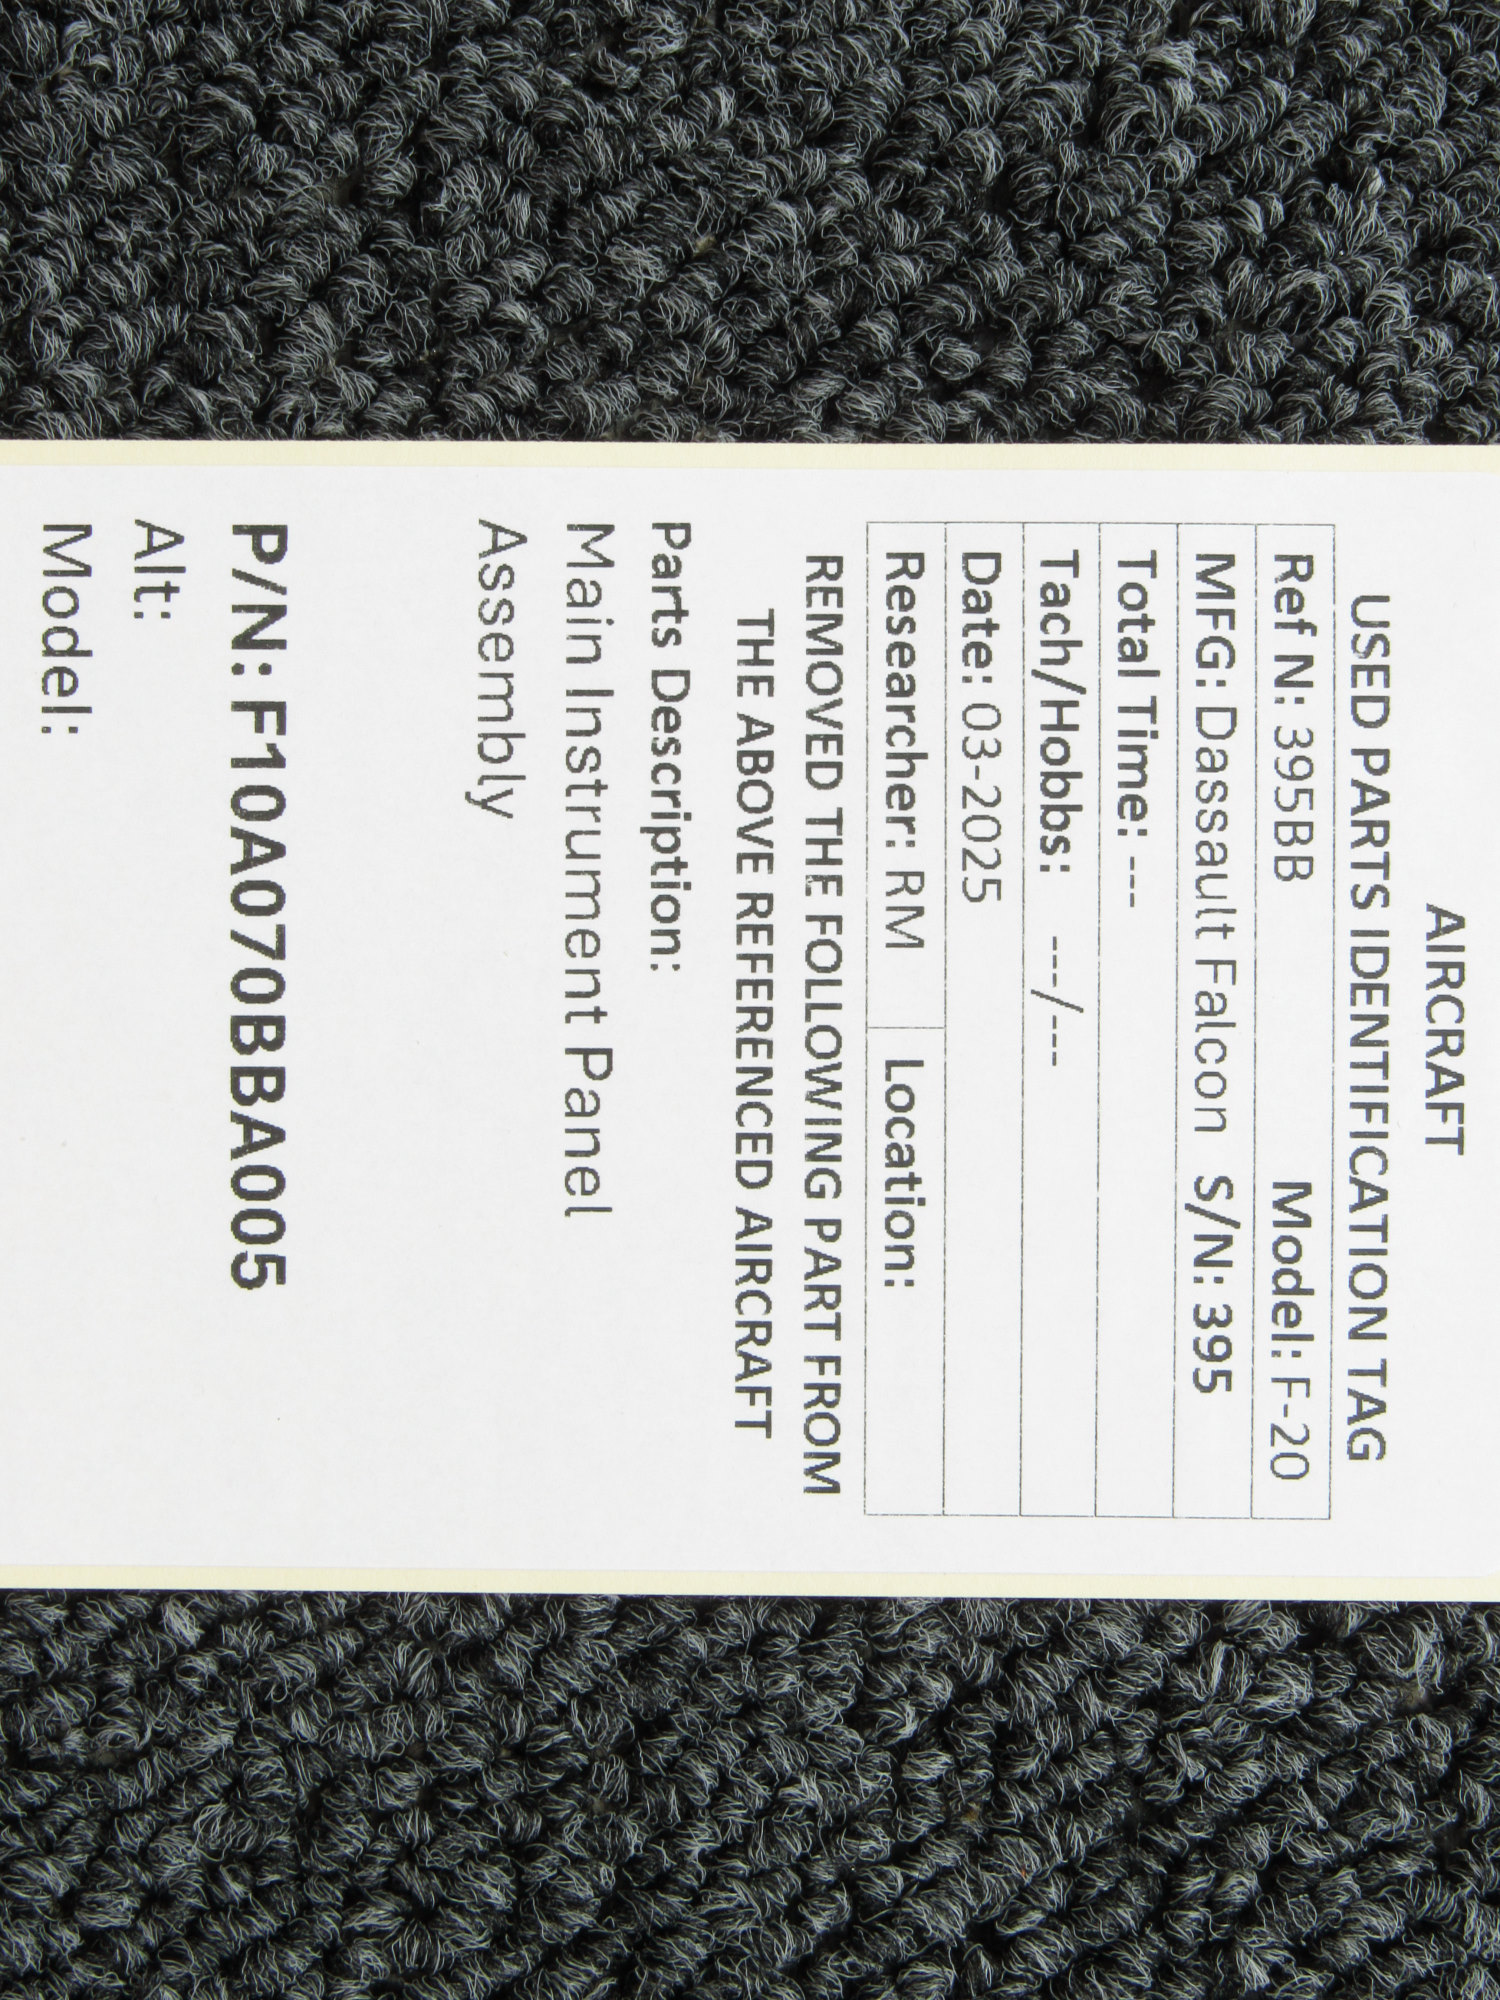 AIRCRAFT
USED PARTS IDENTIFICATION TAG
Ref N: 395BB Model: F-20
MFG: Dassault Falcon S/N: 395
Total Time: ---
Tach/Hobbs: ---/---
Date: 03-2025
Researcher: RM Location:
REMOVED THE FOLLOWING PART FROM
THE ABOVE REFERENCED AIRCRAFT
Parts Description:
Main Instrument Panel
Assembly
P/N: F10A070BBA005
Alt:
Model: